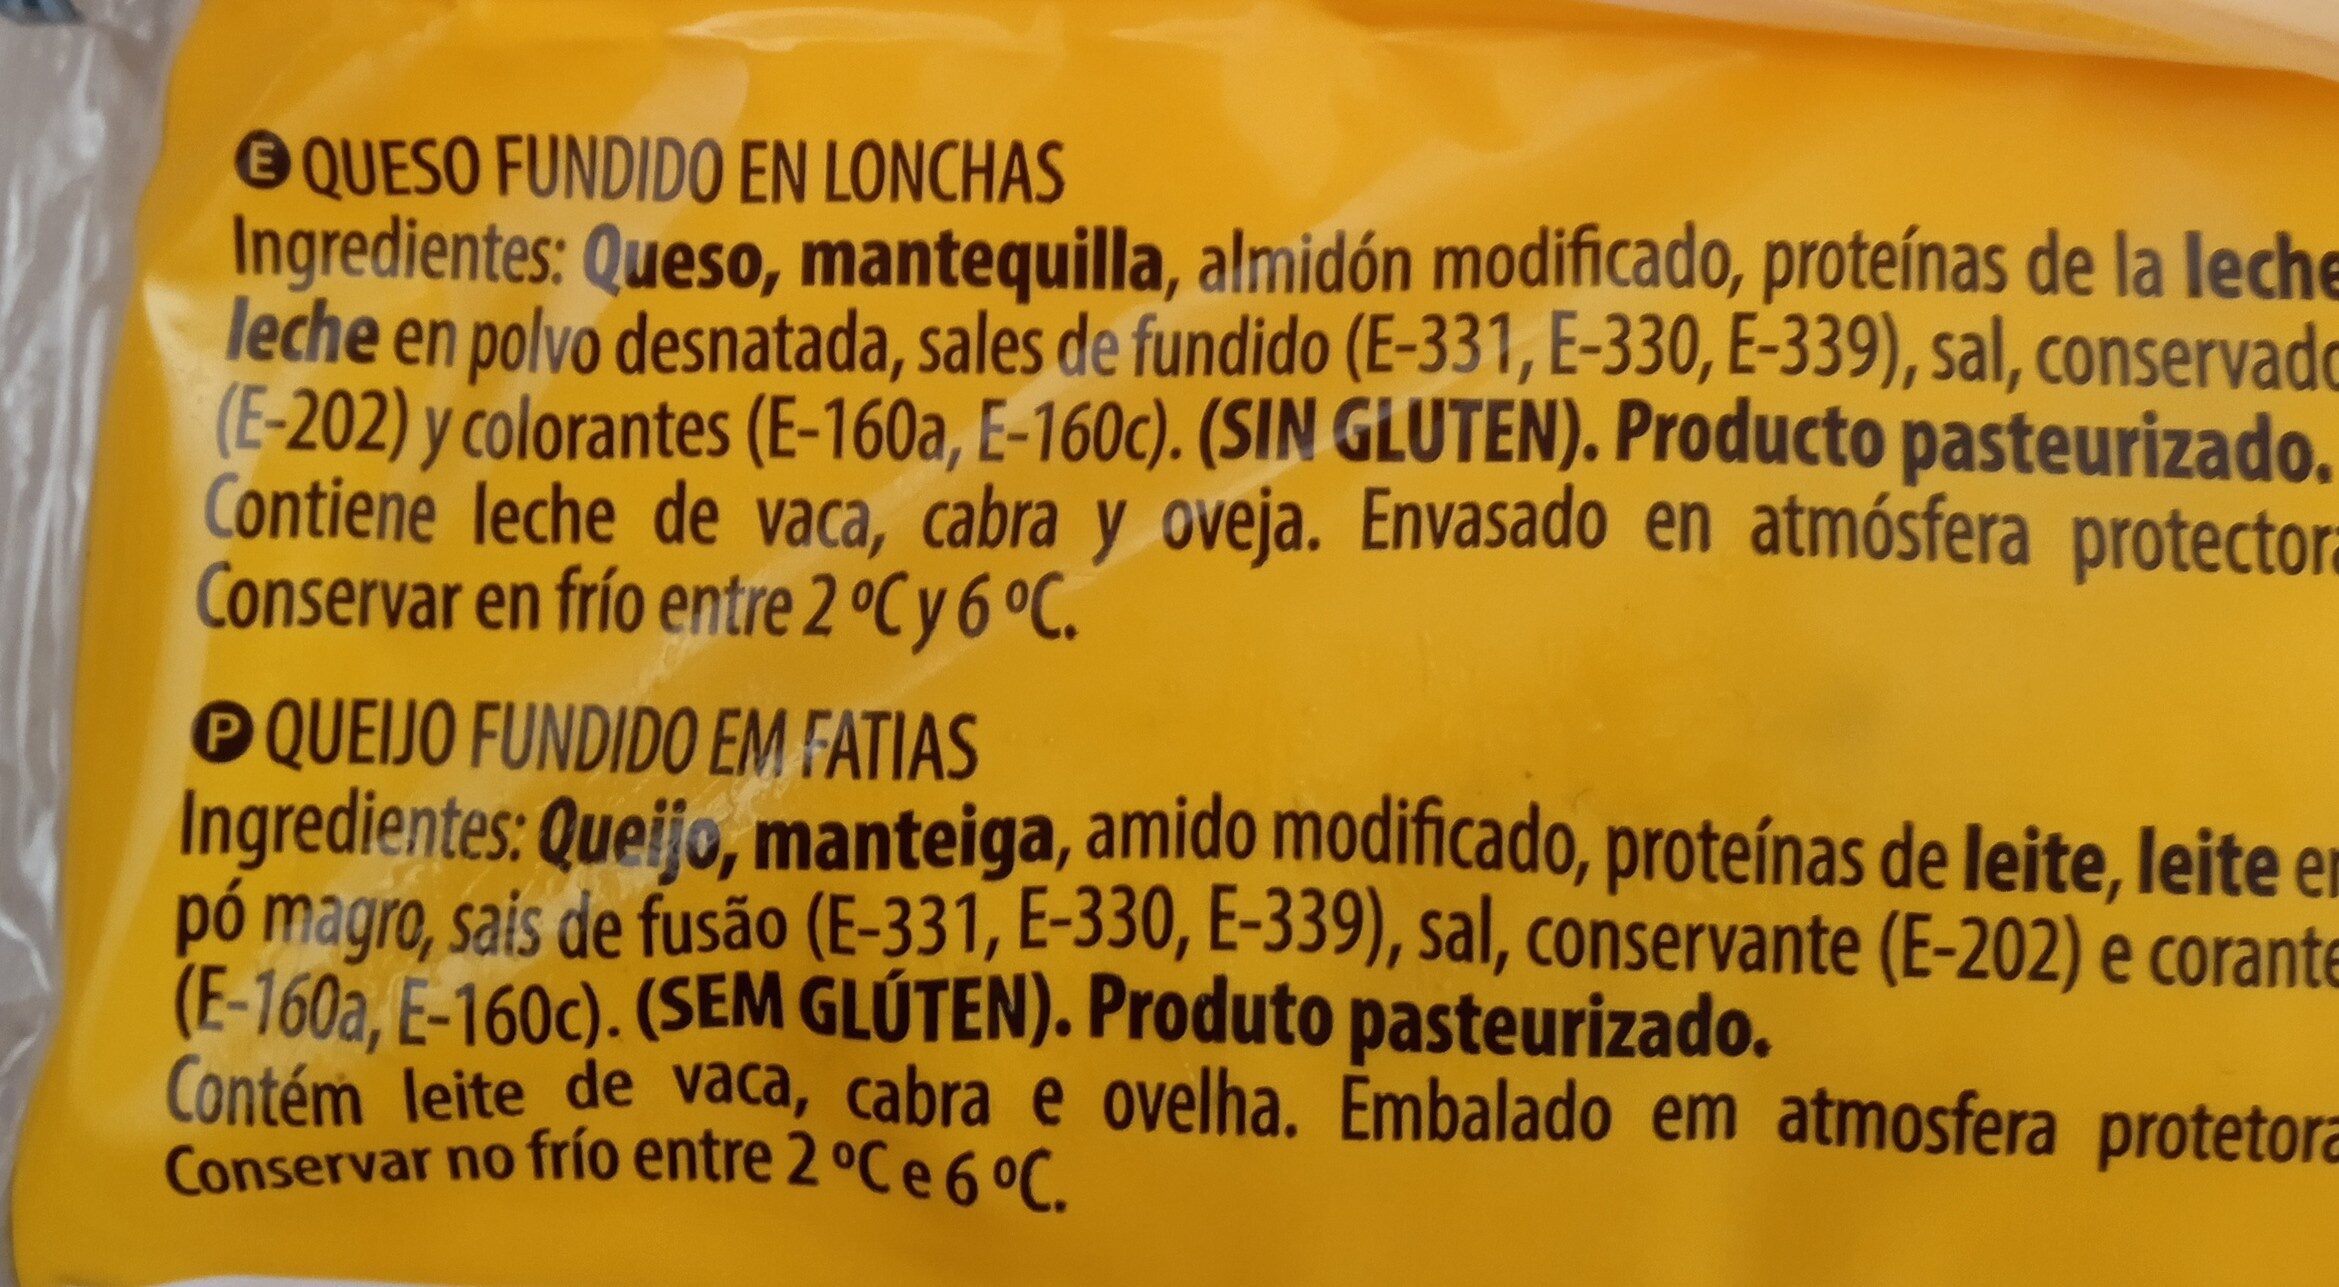 E QUESO FUNDIDO EN LONCHAS
Ingredientes: Queso, mantequilla, almidón modificado, proteínas de la leche
leche en polvo desnatada, sales de fundido (E-331, E-330, E-339), sal, conservado
(E-202) y colorantes (E-160a, E-160c). (SIN GLUTEN). Producto pasteurizado.
Contiene leche de vaca, cabra y oveja. Envasado en atmósfera protectora
Conservar en frío entre 2 ºC y 6 ºC.
P QUEIJO FUNDIDO EM FATIAS
Ingredientes: Queijo, manteiga, amido modificado, proteínas de leite, leite em
pó magro, sais de fusão (E-331, E-330, E-339), sal, conservante (E-202) e corante
(E-160a, E-160c). (SEM GLÚTEN). Produto pasteurizado.
Contém leite de vaca, cabra e ovelha. Embalado em atmosfera protetora
Conservar no frío entre 2 ºC e 6 ºC.